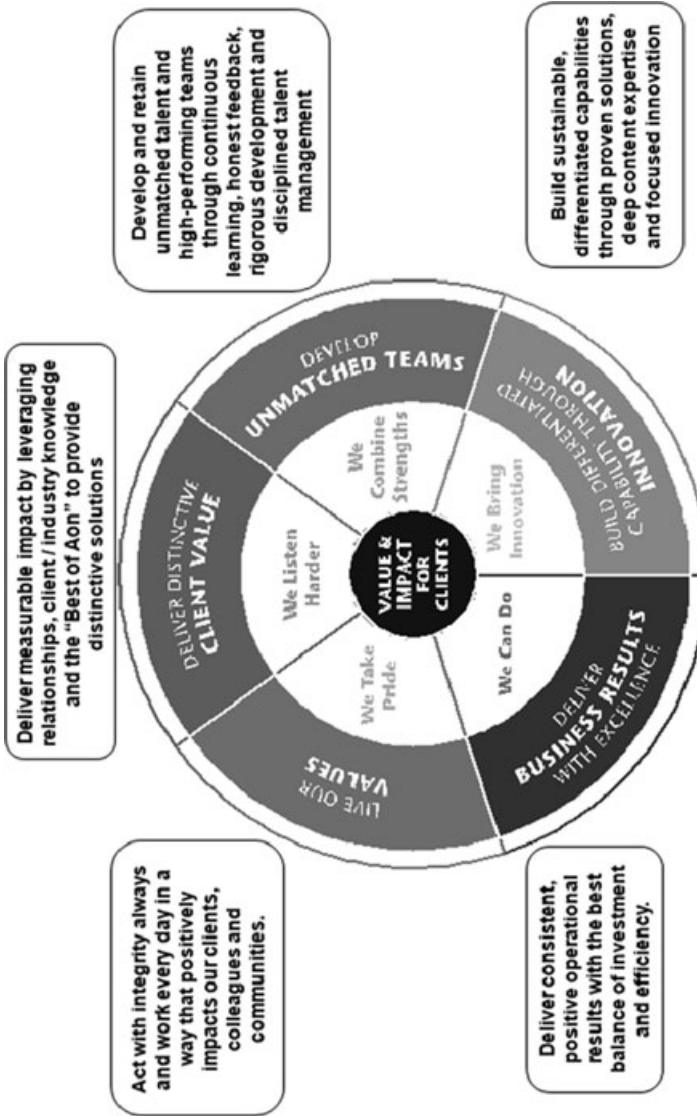 Deliver measurable impact by leveraging
relationships, client / industry knowledge
and the "Best of Aon" to provide
distinctive solutions
Develop and retain
unmatched talent and
high-performing teams
through continuous
learning, honest feedback,
rigorous development and
disciplined talent
management
Build sustainable,
differentiated capabilities
through proven solutions,
deep content expertise
and focused innovation
Deliver consistent,
positive operational
results with the best
balance of investment
and efficiency.
Act with integrity always
and work every day in a
way that positively
impacts our clients,
colleagues and
communities.
DELIVER DISTINCTIVE
CLIENT VALUE
DEVELOP
UNMATCHED TEAMS
BUILD DIFFERENTIATED
CAPABILITY THROUGH
INNOVATION
DELIVER
BUSINESS RESULTS
WITH EXCELLENCE
LIVE OUR
VALUES
We Listen
Harder
We
Combine
Strengths
We Bring
Innovation
We Can Do
We Take
Pride
VALUE &
IMPACT
FOR
CLIENTS